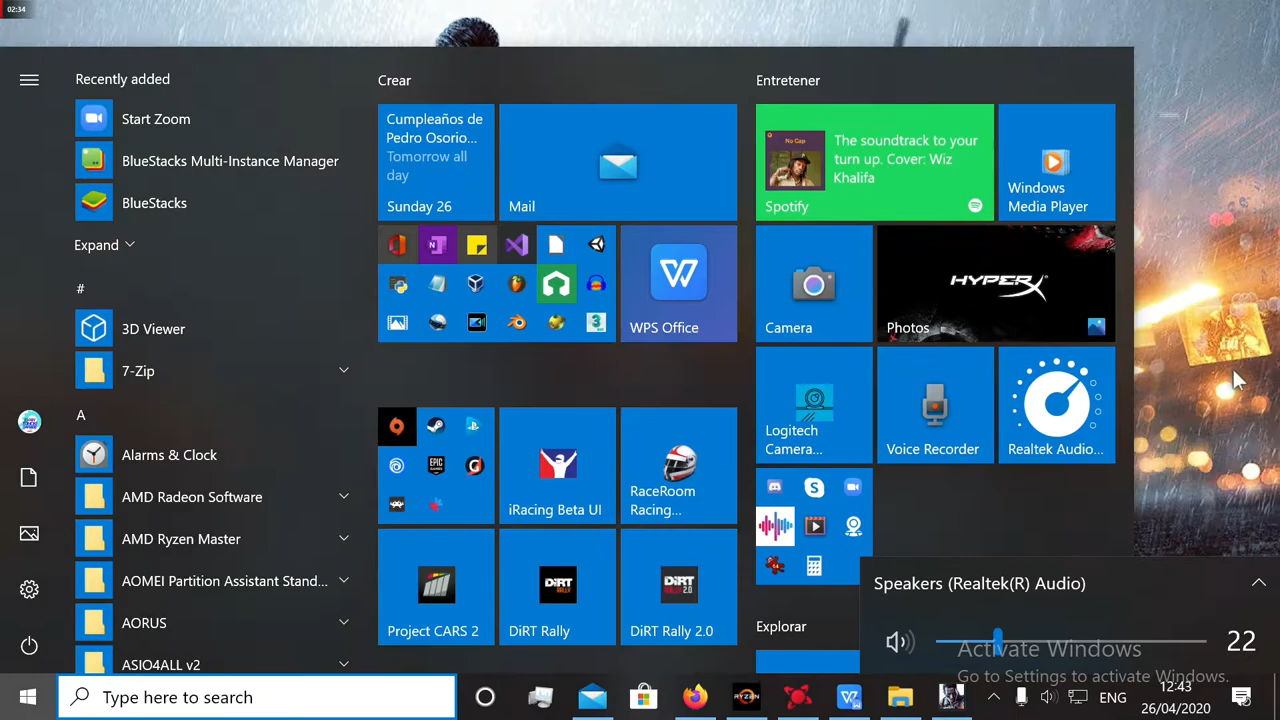 02:34
Recently added
Start Zoom
BlueStacks Multi-Instance Manager
BlueStacks
Expand
#
3D Viewer
7-Zip
A
Alarms & Clock
AMD Radeon Software
AMD Ryzen Master
AOMEI Partition Assistant Stand...
AORUS
ASIO4ALL v2
Crear
Cumpleaños de
Pedro Osorio...
Tomorrow all
day
Sunday 26
Mail
WPS Office
iRacing Beta UI
RaceRoom
Racing...
Project CARS 2
DiRT Rally
DiRT Rally 2.0
Entretener
No Cap
The soundtrack to your
turn up. Cover: Wiz
Khalifa
Spotify
Windows
Media Player
Camera
HYPERX
Photos
Logitech
Camera...
Voice Recorder
Realtek Audio...
Explorar
Speakers (Realtek(R) Audio)
22
Activate Windows
Go to Settings to activate Windows.
Type here to search
RYZEN
ENG
12:43
26/04/2020